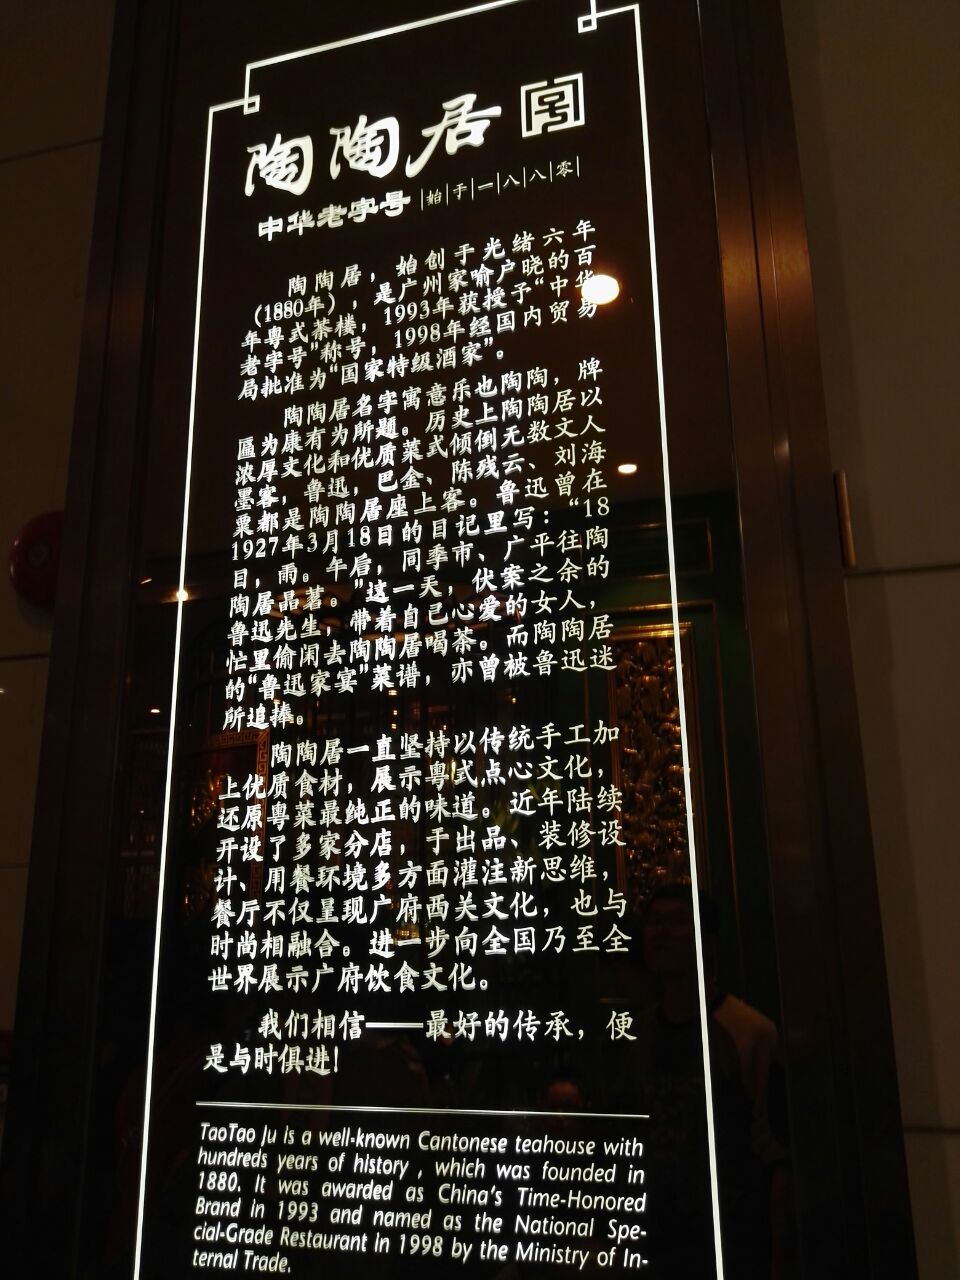 陶陶居
中华老字号 始于一八八零
陶陶居，始创于光绪六年
（1880年），是广州家喻户晓的百
年粤式茶楼，1993年获授予“中华
老字号”称号，1998年经国内贸易
局批准为“国家特级酒家”。
陶陶居名字寓意乐也陶陶，牌
匾为康有为所题。历史上陶陶居以
浓厚文化和优质菜式倾倒无数文人
墨客，鲁迅，巴金、陈残云、刘海
粟都是陶陶居座上客。鲁迅曾在
1927年3月18日的日记里写：“18
日，雨。午后，同季市、广平往陶
陶居品茗。”这一天，伏案之余的
鲁迅先生，带着自己心爱的女人，
忙里偷闲去陶陶居喝茶。而陶陶居
的“鲁迅家宴”菜谱，亦曾被鲁迅迷
所追捧。
陶陶居一直坚持以传统手工加
上优质食材，展示粤式点心文化，
还原粤菜最纯正的味道。近年陆续
开设了多家分店，于出品、装修设
计、用餐环境多方面灌注新思维，
餐厅不仅呈现广府西关文化，也与
时尚相融合。进一步向全国乃至全
世界展示广府饮食文化。
我们相信——最好的传承，便
是与时俱进！
TaoTao Ju is a well-known Cantonese teahouse with
hundreds years of history , which was founded in
1880. It was awarded as China's Time-Honored
Brand in 1993 and named as the National Spe-
cial-Grade Restaurant in 1998 by the Ministry of In-
ternal Trade.